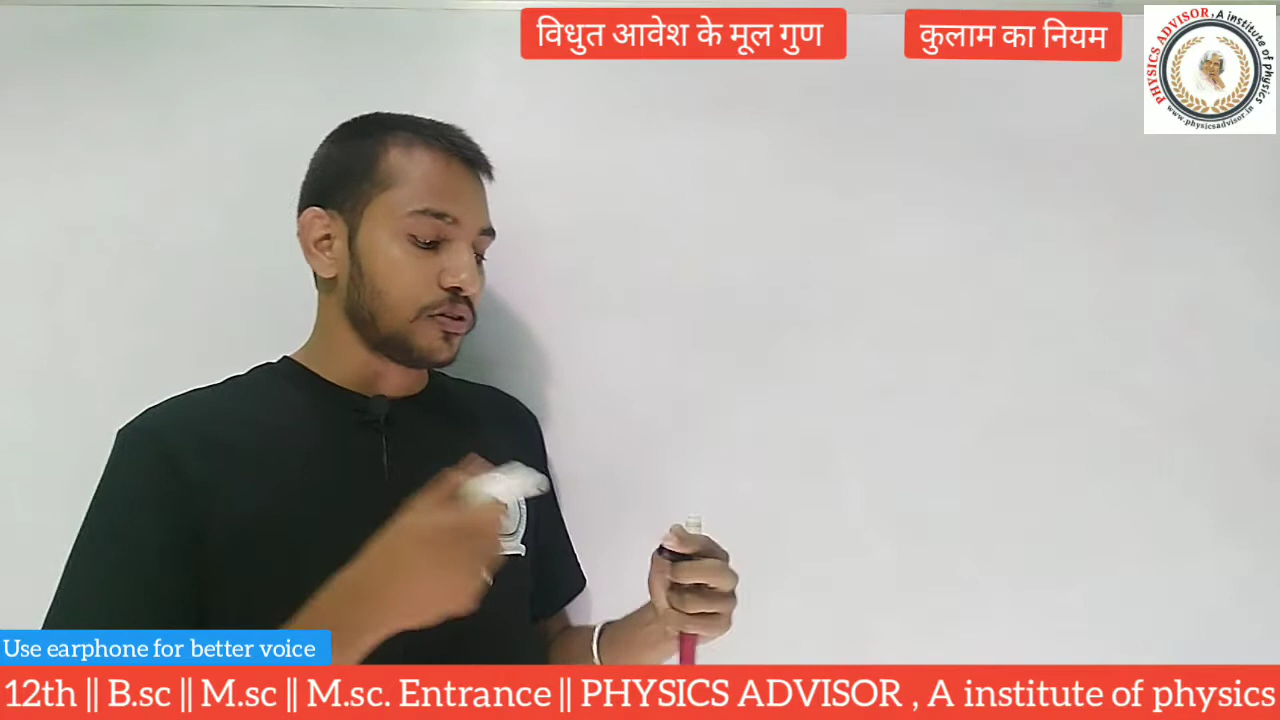 विधुत आवेश के मूल गुण
कुलाम का नियम
PHYSICS ADVISOR , A institute of physics
www.physicsadvisor.in
Use earphone for better voice
12th || B.sc || M.sc || M.sc. Entrance || PHYSICS ADVISOR , A institute of physics